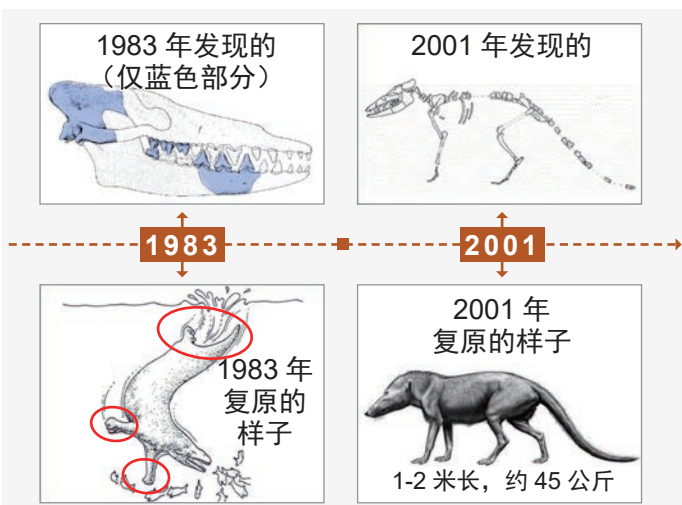 1983 年发现的
（仅蓝色部分）
2001 年发现的
1983
2001
1983 年
复原的
样子
2001 年
复原的样子
1-2 米长，约 45 公斤